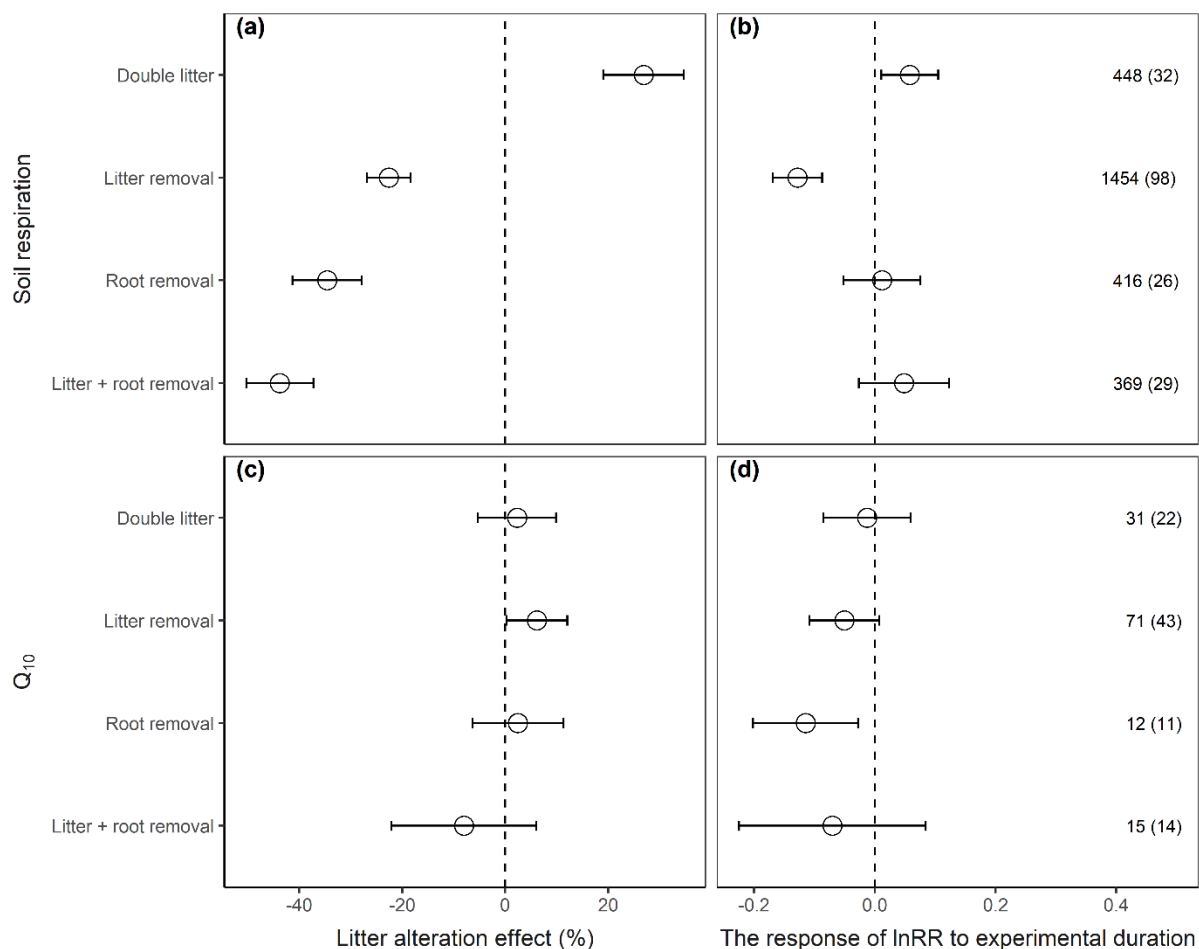 (a)
(b)
Soil respiration
Double litter
448 (32)
Litter removal
1454 (98)
Root removal
416 (26)
Litter + root removal
369 (29)
(c)
(d)
Q₁₀
Double litter
31 (22)
Litter removal
71 (43)
Root removal
12 (11)
Litter + root removal
15 (14)
-40 -20 0 20
-0.2 0.0 0.2 0.4
Litter alteration effect (%)
The response of lnRR to experimental duration